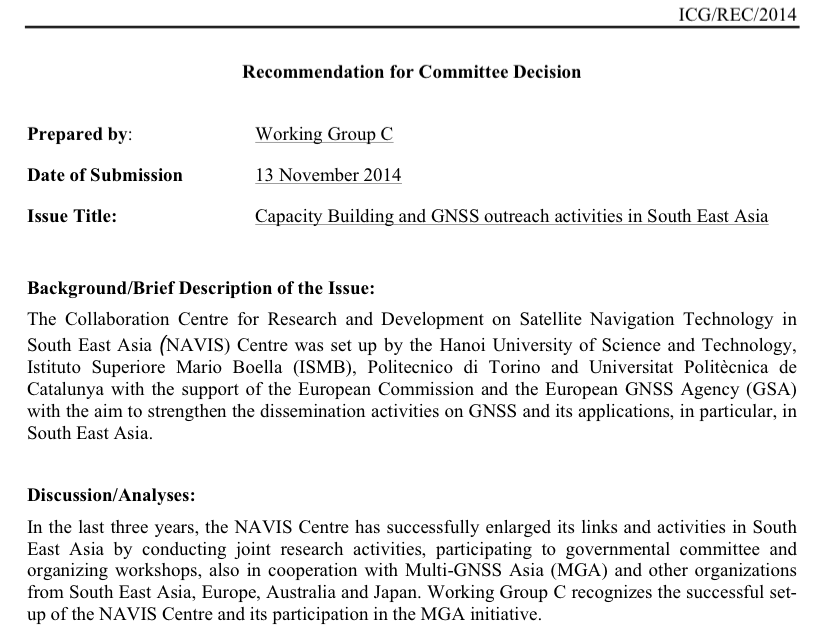 ICG/REC/2014
Recommendation for Committee Decision
Prepared by: Working Group C
Date of Submission 13 November 2014
Issue Title: Capacity Building and GNSS outreach activities in South East Asia
Background/Brief Description of the Issue:
The Collaboration Centre for Research and Development on Satellite Navigation Technology in
South East Asia (NAVIS) Centre was set up by the Hanoi University of Science and Technology,
Istituto Superiore Mario Boella (ISMB), Politecnico di Torino and Universitat Politècnica de
Catalunya with the support of the European Commission and the European GNSS Agency (GSA)
with the aim to strengthen the dissemination activities on GNSS and its applications, in particular, in
South East Asia.
Discussion/Analyses:
In the last three years, the NAVIS Centre has successfully enlarged its links and activities in South
East Asia by conducting joint research activities, participating to governmental committee and
organizing workshops, also in cooperation with Multi-GNSS Asia (MGA) and other organizations
from South East Asia, Europe, Australia and Japan. Working Group C recognizes the successful set-
up of the NAVIS Centre and its participation in the MGA initiative.